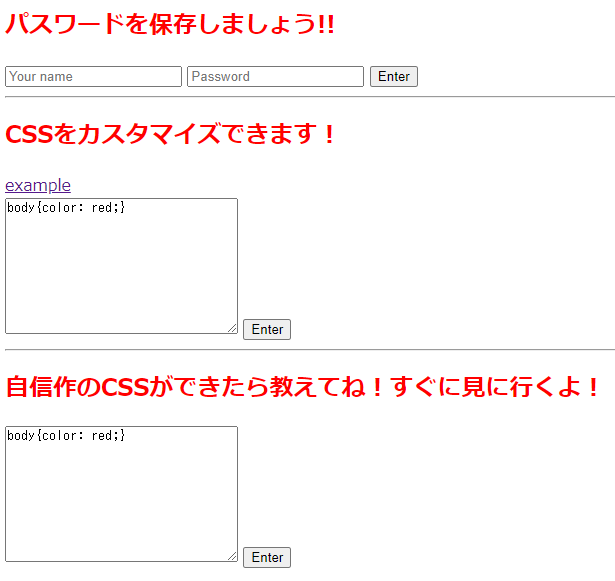 パスワードを保存しましょう!!
Your name Password Enter
CSSをカスタマイズできます！
example
body{color: red;}
Enter
自信作のCSSができたら教えてね！すぐに見に行くよ！
body{color: red;}
Enter